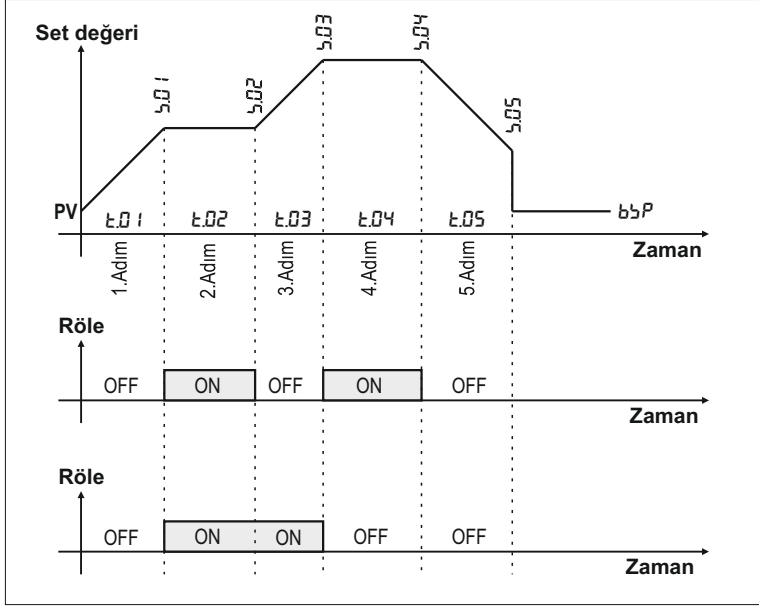 Set değeri
S.01
S.02
S.03
S.04
S.05
PV
t.01 t.02 t.03 t.04 t.05
bSP
Zaman
1.Adım
2.Adım
3.Adım
4.Adım
5.Adım
Röle
OFF ON OFF ON OFF
Zaman
Röle
OFF ON ON OFF OFF
Zaman